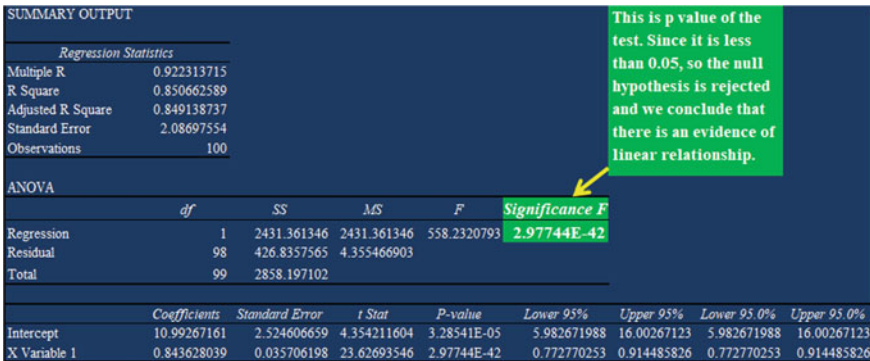 SUMMARY OUTPUT
This is p value of the
test. Since it is less
than 0.05, so the null
hypothesis is rejected
and we conclude that
there is an evidence of
linear relationship.
Regression Statistics
Multiple R 0.922313715
R Square 0.850662589
Adjusted R Square 0.849138737
Standard Error 2.08697554
Observations 100
ANOVA
df SS MS F Significance F
Regression 1 2431.361346 2431.361346 558.2320793 2.97744E-42
Residual 98 426.8357565 4.355466903
Total 99 2858.197102
Coefficients Standard Error t Stat P-value Lower 95% Upper 95% Lower 95.0% Upper 95.0%
Intercept 10.99267161 2.524606659 4.354211604 3.28541E-05 5.982671988 16.00267123 5.982671988 16.00267123
X Variable 1 0.843628039 0.035706198 23.62693546 2.97744E-42 0.772770253 0.914485826 0.772770253 0.914485826